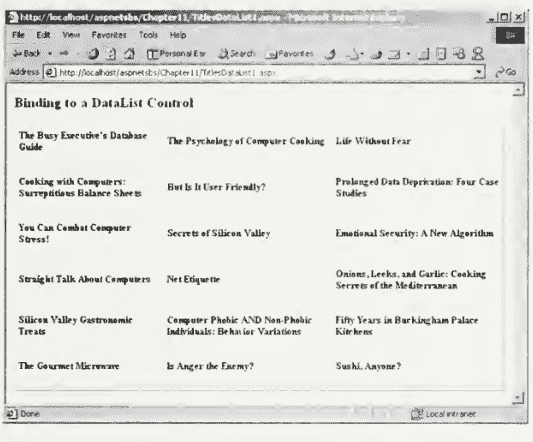 http://localhost/aspnetsbs/Chapter11/TitlesDataList1.aspx - Microsoft Internet Explorer
File Edit View Favorites Tools Help
Back Personal Bar Search Favorites
Address http://localhost/aspnetsbs/Chapter11/TitlesDataList1.aspx Go
Binding to a DataList Control
The Busy Executive's Database
Guide
The Psychology of Computer Cooking
Life Without Fear
Cooking with Computers:
Surreptitious Balance Sheets
But Is It User Friendly?
Prolonged Data Deprivation: Four Case
Studies
You Can Combat Computer
Stress!
Secrets of Silicon Valley
Emotional Security: A New Algorithm
Straight Talk About Computers
Net Etiquette
Onions, Leeks, and Garlic: Cooking
Secrets of the Mediterranean
Silicon Valley Gastronomic
Treats
Computer Phobic AND Non-Phobic
Individuals: Behavior Variations
Fifty Years in Buckingham Palace
Kitchens
The Gourmet Microwave
Is Anger the Enemy?
Sushi, Anyone?
Done Local intranet